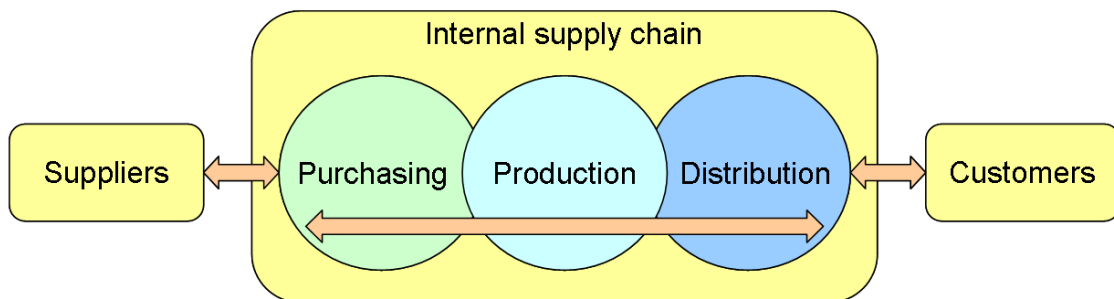 Internal supply chain
Suppliers
Purchasing
Production
Distribution
Customers